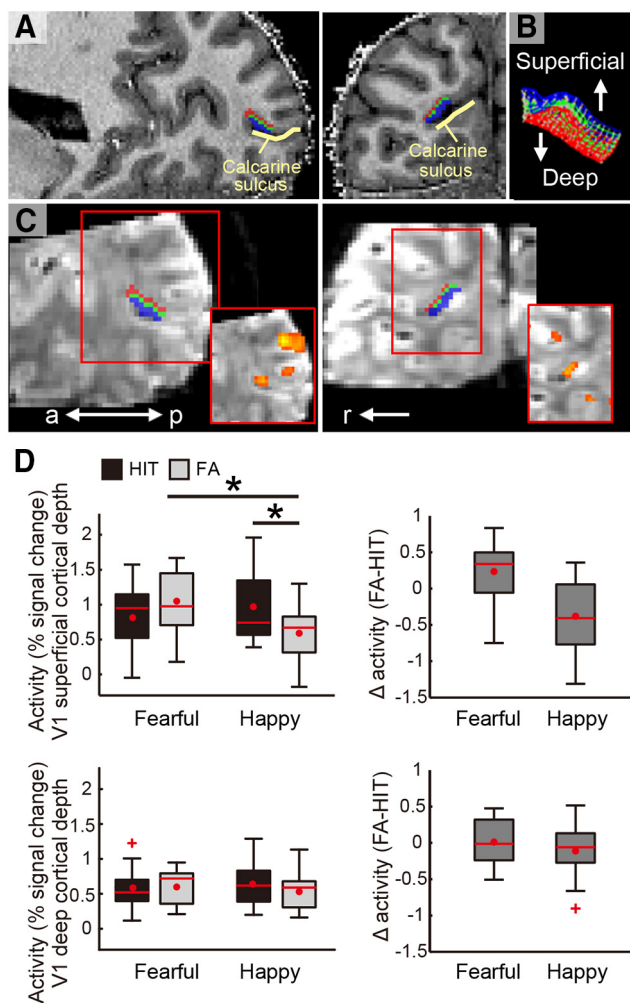 A
Calcarine
sulcus
Calcarine
sulcus
B
Superficial
Deep
C
a p
r
D
HIT FA
* *
Activity (% signal change)
V1 superficial cortical depth
2
1.5
1
0.5
0
Fearful Happy
Δ activity (FA-HIT)
1
0.5
0
-0.5
-1
-1.5
Fearful Happy
Activity (% signal change)
V1 deep cortical depth
2
1.5
1
0.5
0
Fearful Happy
Δ activity (FA-HIT)
1
0.5
0
-0.5
-1
-1.5
Fearful Happy